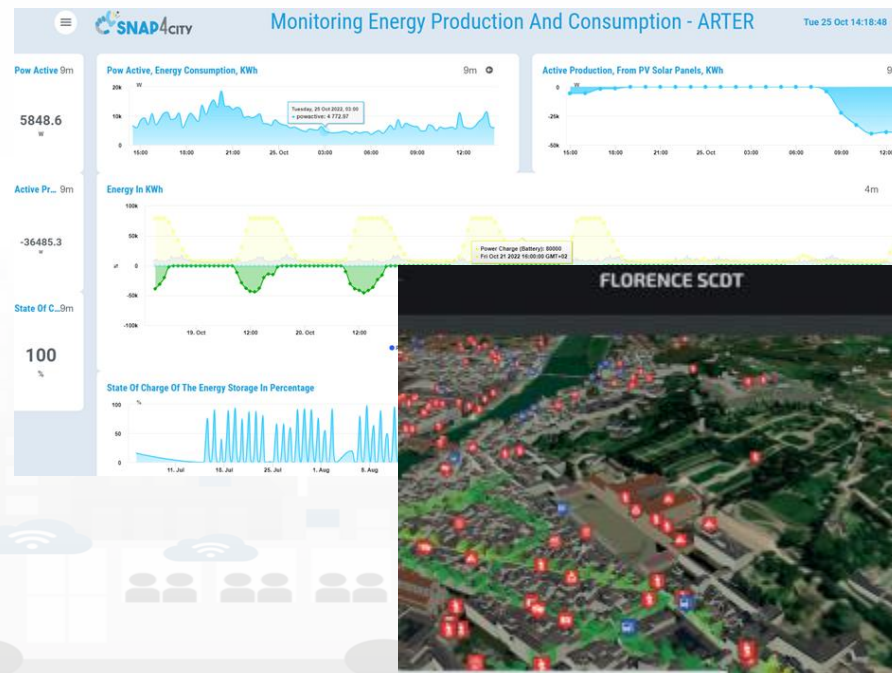 SNAP4CITY
Monitoring Energy Production And Consumption - ARTER
Tue 25 Oct 14:18:48
Pow Active 9m
5848.6
W
Pow Active, Energy Consumption, KWh
9m
W
20k
10k
0
Tuesday, 25 Oct 2022, 03:00
powactive: 4 772.97
15:00 18:00 21:00 25. Oct 03:00 06:00 09:00 12:00
Active Production, From PV Solar Panels, KWh
9
W
0
-25k
-50k
15:00 18:00 21:00 25. Oct 03:00 06:00 09:00 12:00
Active Pr... 9m
-36485.3
W
Energy In KWh
4m
100k
50k
%
0
-50k
-100k
Power Charge (Battery): 80000
Fri Oct 21 2022 16:00:00 GMT+02
19. Oct 12:00 20. Oct 12:00
State Of C...9m
100
%
State Of Charge Of The Energy Storage In Percentage
%
100
50
0
11. Jul 18. Jul 25. Jul 1. Aug 8. Aug
FLORENCE SCDT